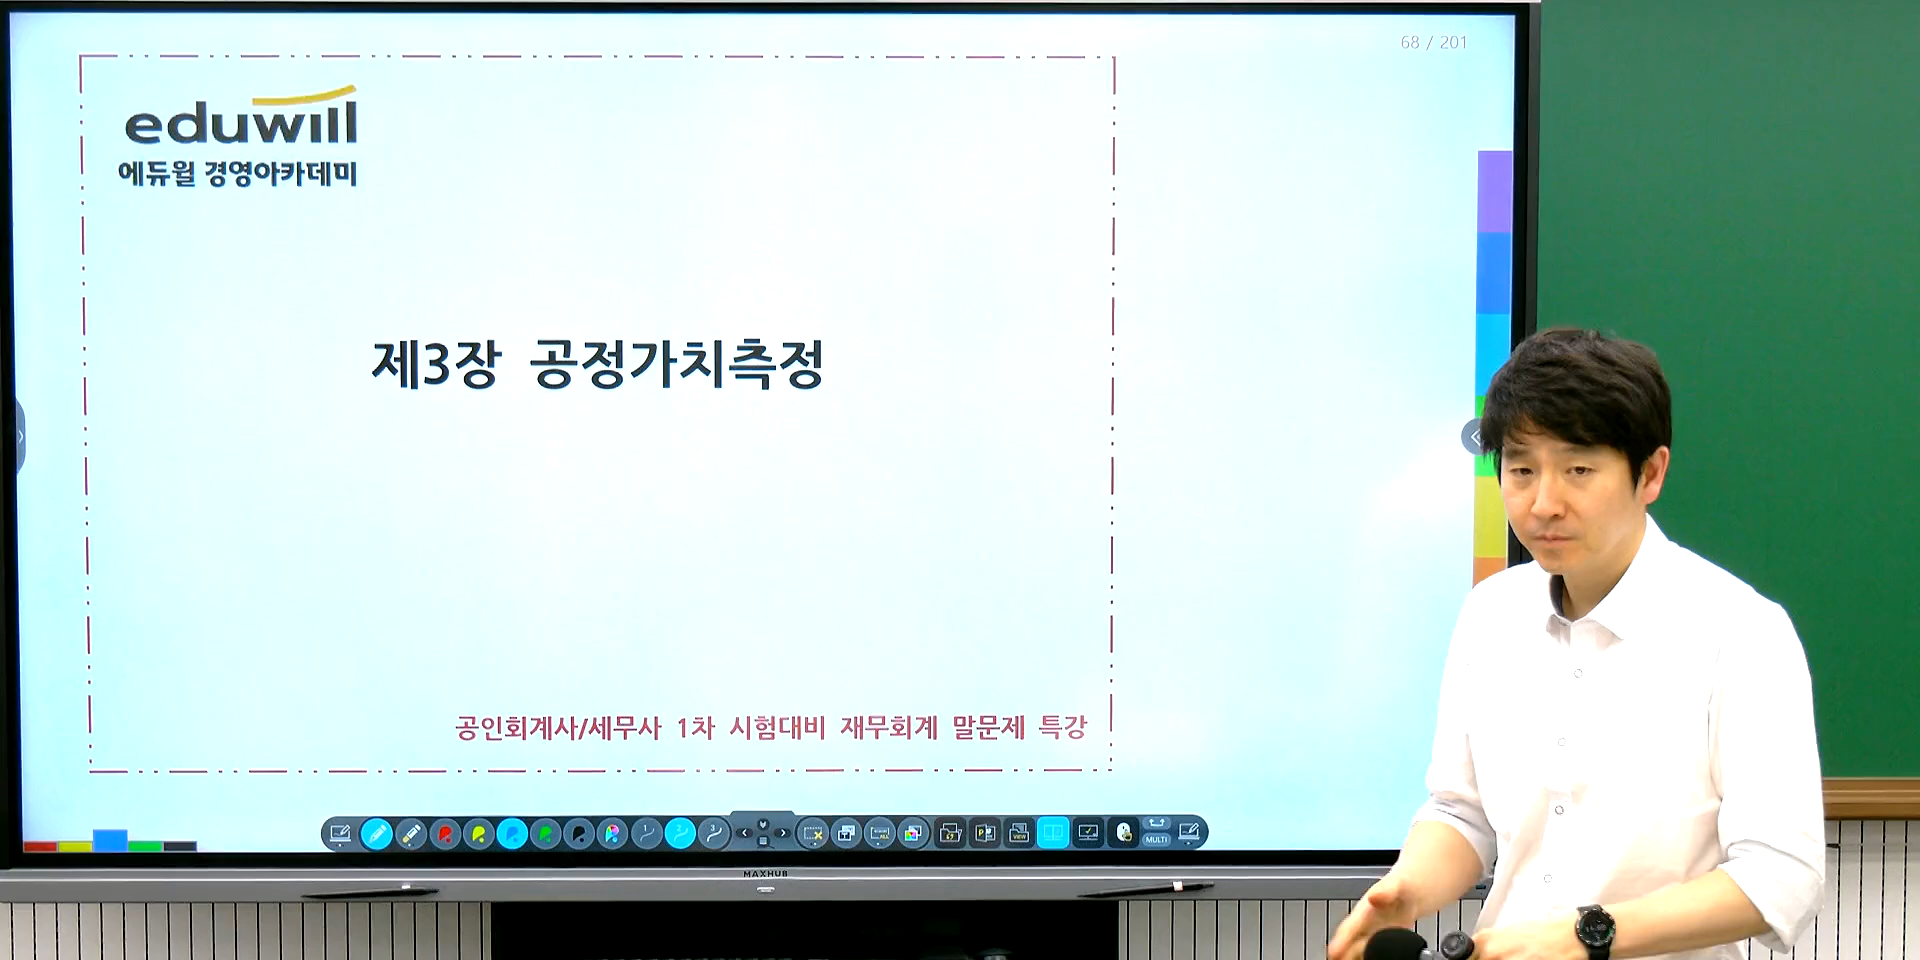 68 / 201
eduwill
에듀윌 경영아카데미
제3장 공정가치측정
공인회계사/세무사 1차 시험대비 재무회계 말문제 특강
MULTI
MAXHUB